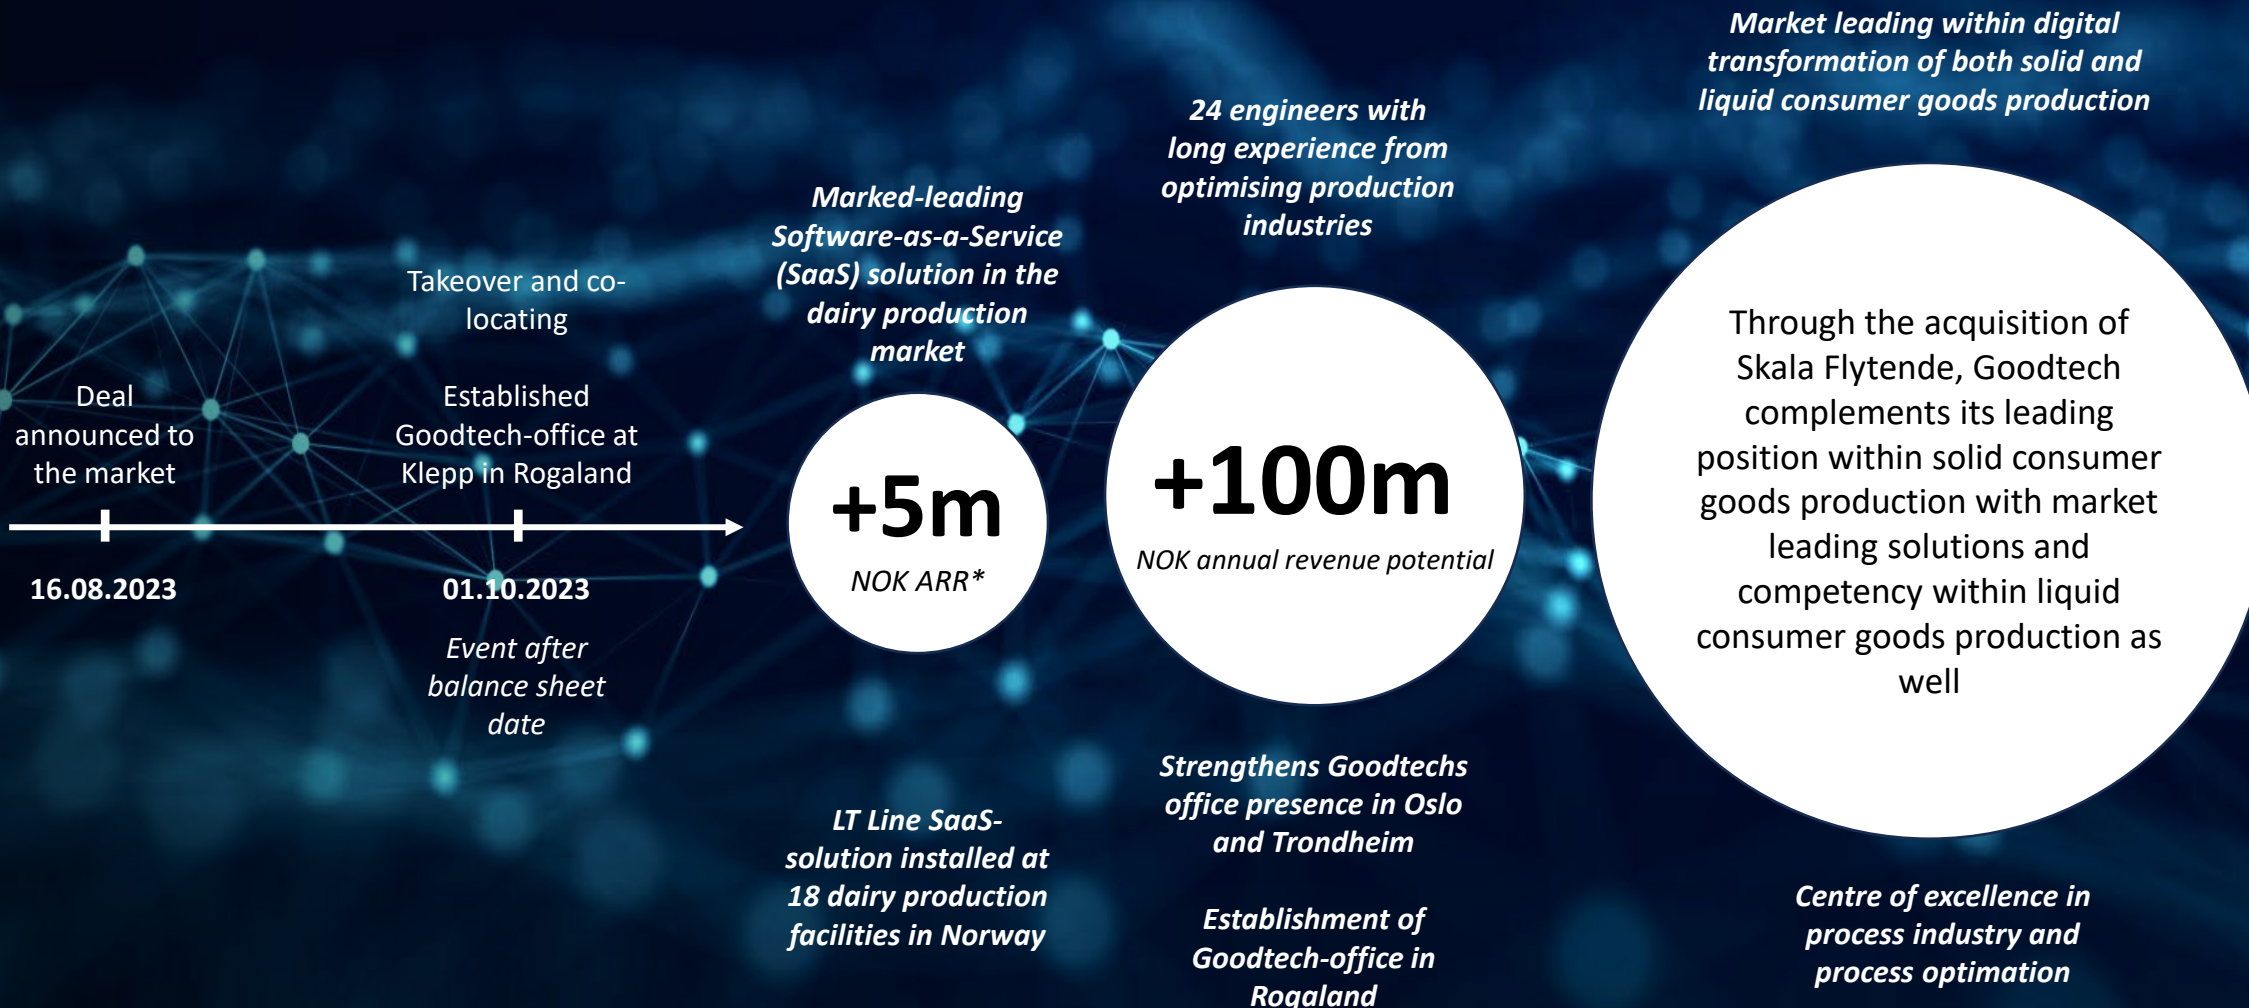 Deal
announced to
the market
16.08.2023
Takeover and co-
locating
Established
Goodtech-office at
Klepp in Rogaland
01.10.2023
Event after
balance sheet
date
Marked-leading
Software-as-a-Service
(SaaS) solution in the
dairy production
market
+5m
NOK ARR*
LT Line SaaS-
solution installed at
18 dairy production
facilities in Norway
24 engineers with
long experience from
optimising production
industries
+100m
NOK annual revenue potential
Strengthens Goodtechs
office presence in Oslo
and Trondheim
Establishment of
Goodtech-office in
Rogaland
Market leading within digital
transformation of both solid and
liquid consumer goods production
Through the acquisition of
Skala Flytende, Goodtech
complements its leading
position within solid consumer
goods production with market
leading solutions and
competency within liquid
consumer goods production as
well
Centre of excellence in
process industry and
process optimation